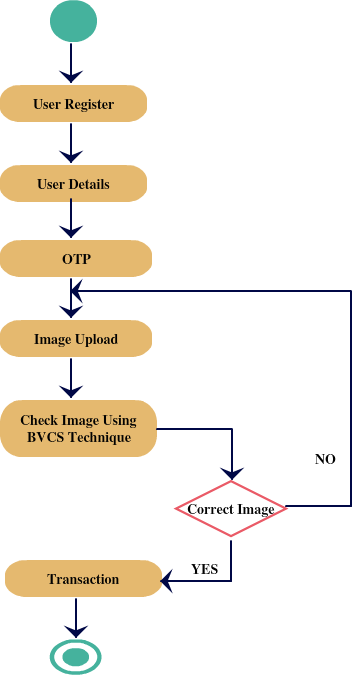 User Register
User Details
OTP
Image Upload
Check Image Using
BVCS Technique
NO
Correct Image
YES
Transaction